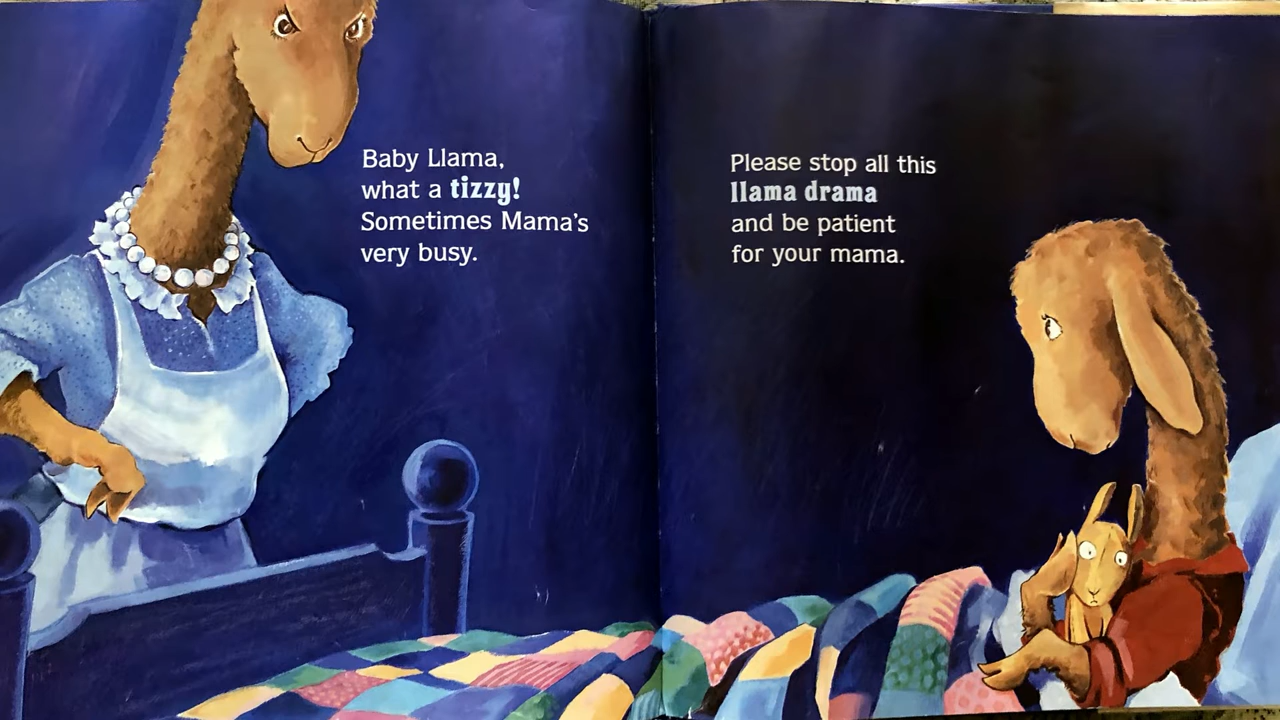 Baby Llama,
what a tizzy!
Sometimes Mama's
very busy.
Please stop all this
llama drama
and be patient
for your mama.